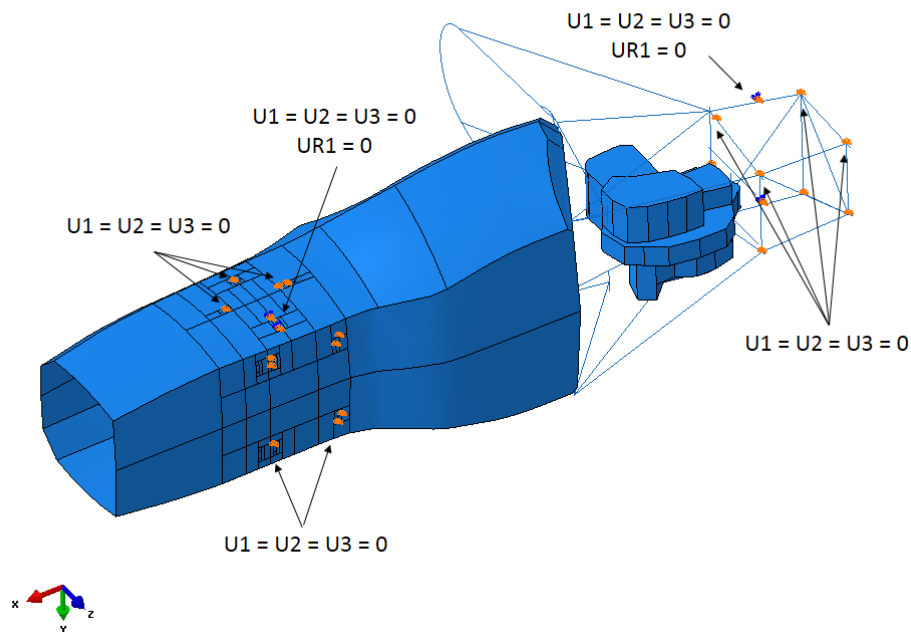 U1 = U2 = U3 = 0
UR1 = 0
U1 = U2 = U3 = 0
UR1 = 0
U1 = U2 = U3 = 0
U1 = U2 = U3 = 0
U1 = U2 = U3 = 0
X
Y
Z